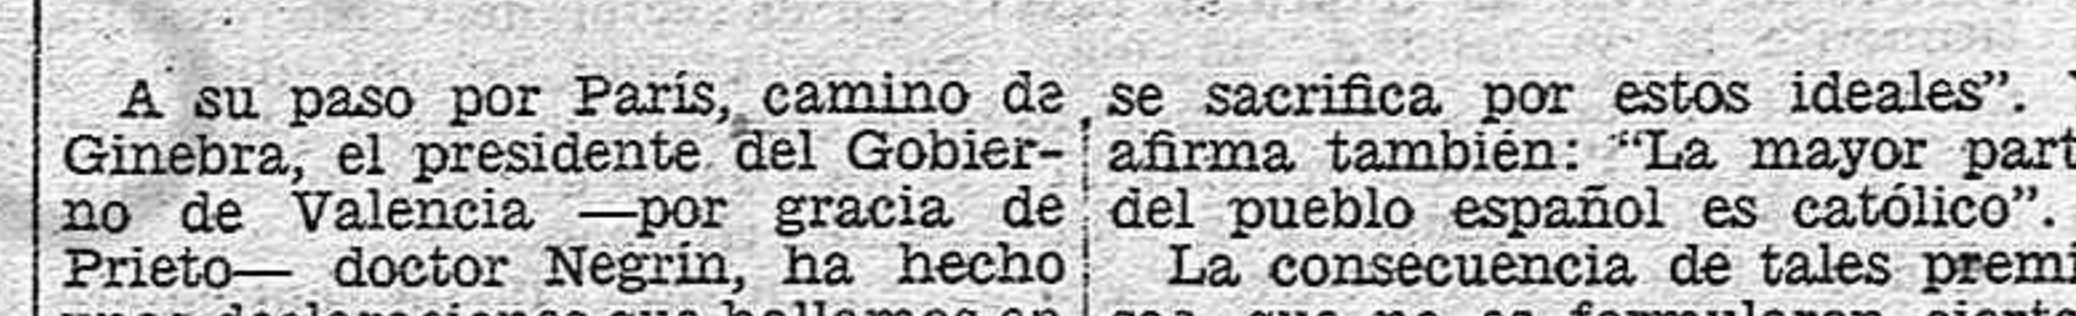 A su paso por París, camino de
Ginebra, el presidente del Gobier-
no de Valencia —por gracia de
Prieto— doctor Negrín, ha hecho
se sacrifica por estos ideales”.
afirma también: “La mayor part
del pueblo español es católico”.
La consecuencia de tales premi